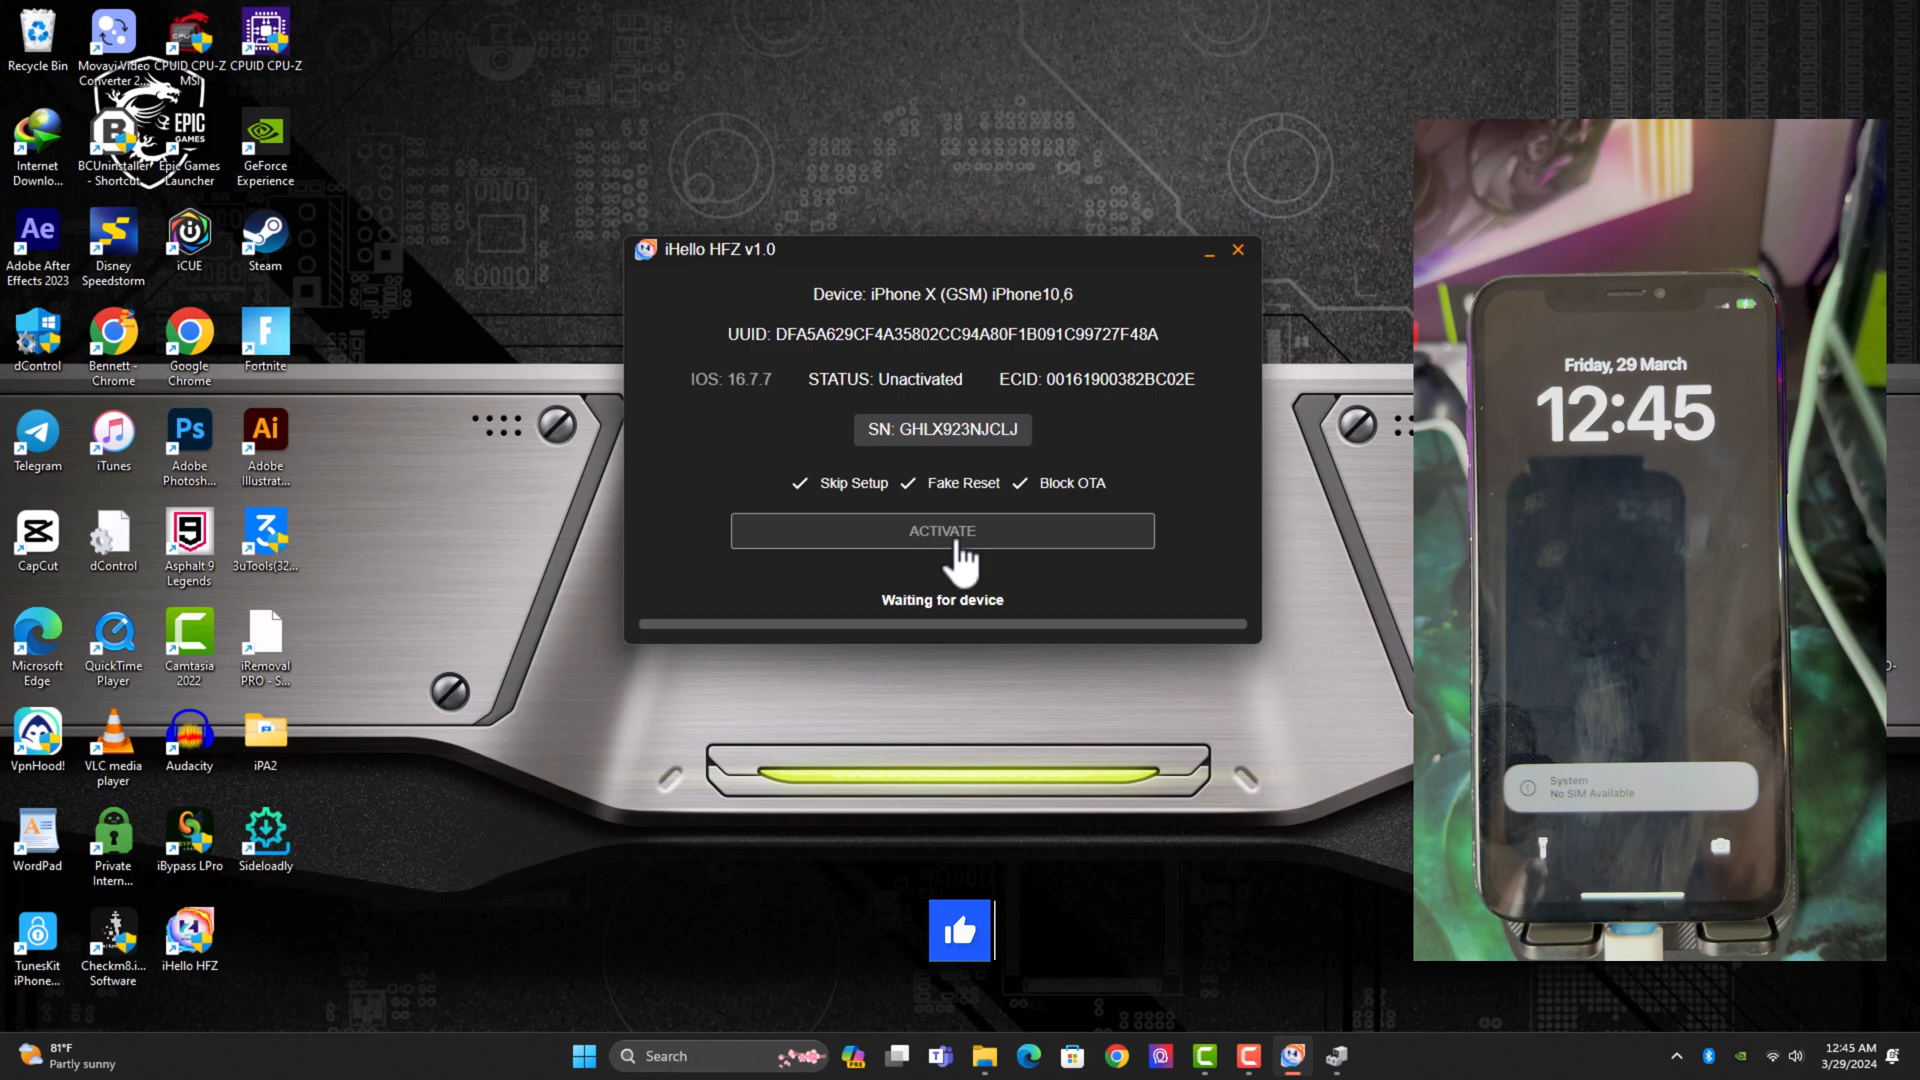 Recycle Bin
Movavi Video
Converter 2...
CPUID CPU-Z
MSI
CPUID CPU-Z
Internet
Downlo...
BCUninstaller
- Shortcut
EPIC
GAMES
Epic Games
Launcher
GeForce
Experience
Adobe After
Effects 2023
Disney
Speedstorm
iCUE
Steam
dControl
Bennett -
Chrome
Google
Chrome
Fortnite
Telegram
iTunes
Adobe
Photosh...
Adobe
Illustrat...
CapCut
dControl
Asphalt 9
Legends
3uTools(32...
Microsoft
Edge
QuickTime
Player
Camtasia
2022
iRemoval
PRO - S...
VpnHood!
VLC media
player
Audacity
iPA2
WordPad
Private
Intern...
iBypass LPro
Sideloadly
TunesKit
iPhone...
Checkm8.i...
Software
iHello HFZ
iHello HFZ v1.0
Device: iPhone X (GSM) iPhone10,6
UUID: DFA5A629CF4A35802CC94A80F1B091C99727F48A
IOS: 16.7.7 STATUS: Unactivated ECID: 00161900382BC02E
SN: GHLX923NJCLJ
Skip Setup Fake Reset Block OTA
ACTIVATE
Waiting for device
Friday, 29 March
12:45
System
No SIM Available
81°F
Partly sunny
Search
12:45 AM
3/29/2024